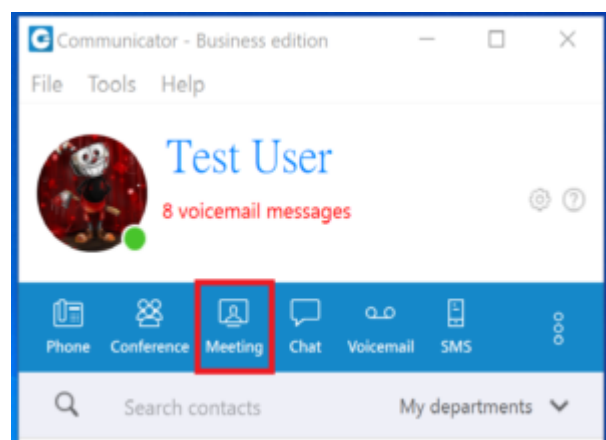 Communicator - Business edition
File Tools Help
Test User
8 voicemail messages
Phone Conference Meeting Chat Voicemail SMS
Search contacts My departments